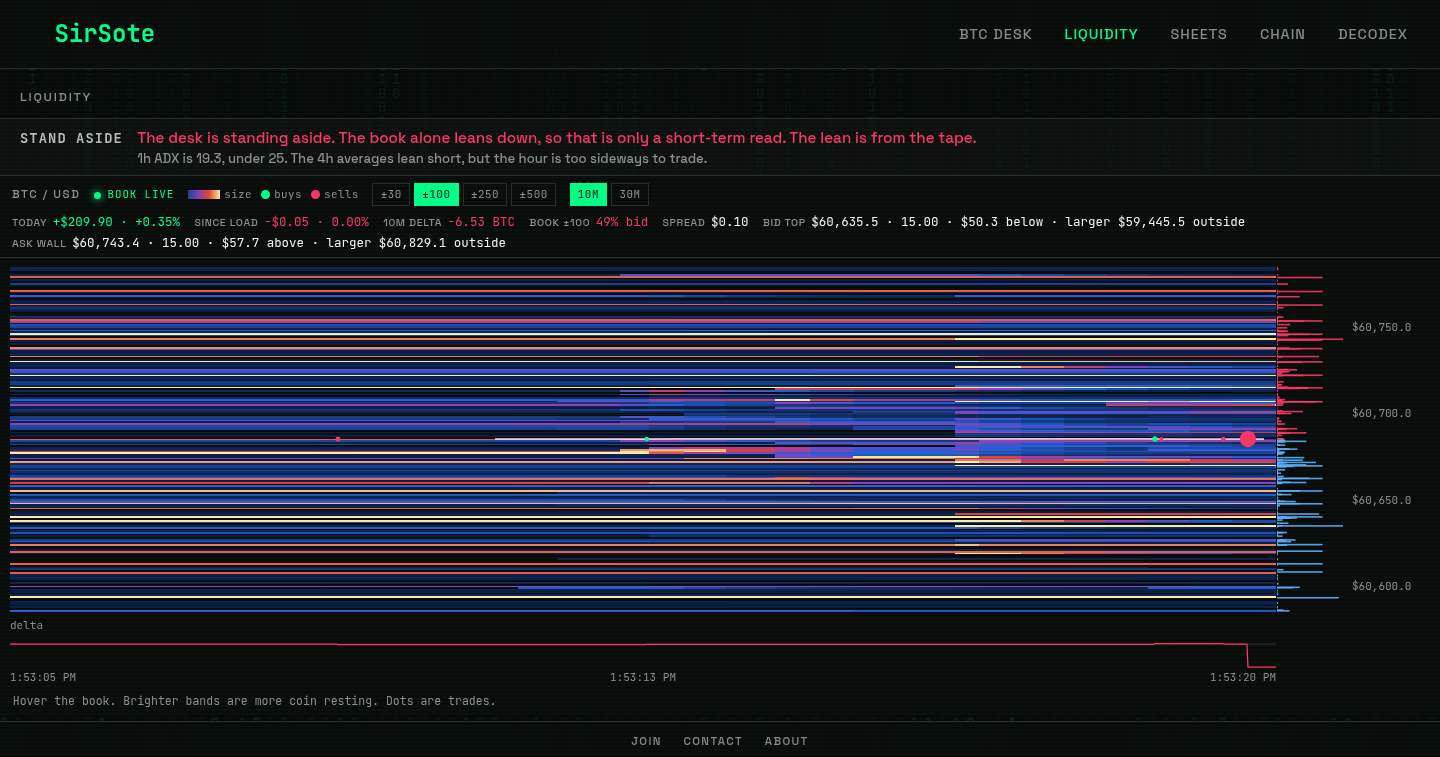 SirSote
BTC DESK LIQUIDITY SHEETS CHAIN DECODEX
LIQUIDITY
STAND ASIDE The desk is standing aside. The book alone leans down, so that is only a short-term read. The lean is from the tape.
1h ADX is 19.3, under 25. The 4h averages lean short, but the hour is too sideways to trade.
BTC / USD BOOK LIVE size buys sells ±30 ±100 ±250 ±500 10M 30M
TODAY +$209.90 · +0.35% SINCE LOAD -$0.05 · 0.00% 10M DELTA -6.53 BTC BOOK ±100 49% bid SPREAD $0.10 BID TOP $60,635.5 · 15.00 · $50.3 below · larger $59,445.5 outside
ASK WALL $60,743.4 · 15.00 · $57.7 above · larger $60,829.1 outside
$60,750.0
$60,700.0
$60,650.0
$60,600.0
delta
1:53:05 PM 1:53:13 PM 1:53:20 PM
Hover the book. Brighter bands are more coin resting. Dots are trades.
JOIN CONTACT ABOUT